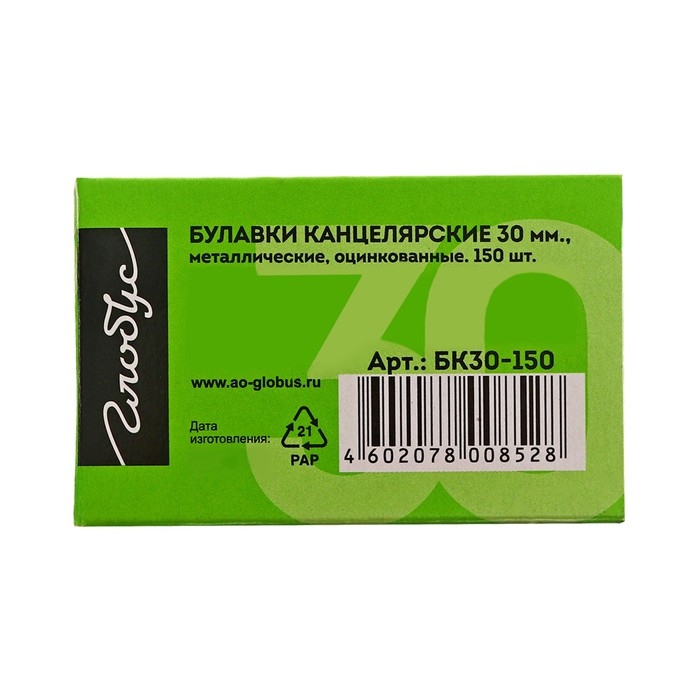 Глобус
БУЛАВКИ КАНЦЕЛЯРСКИЕ 30 мм.,
металлические, оцинкованные. 150 шт.
30
Арт.: БК30-150
www.ao-globus.ru
Дата
изготовления:
21
PAP
4 602078 008528